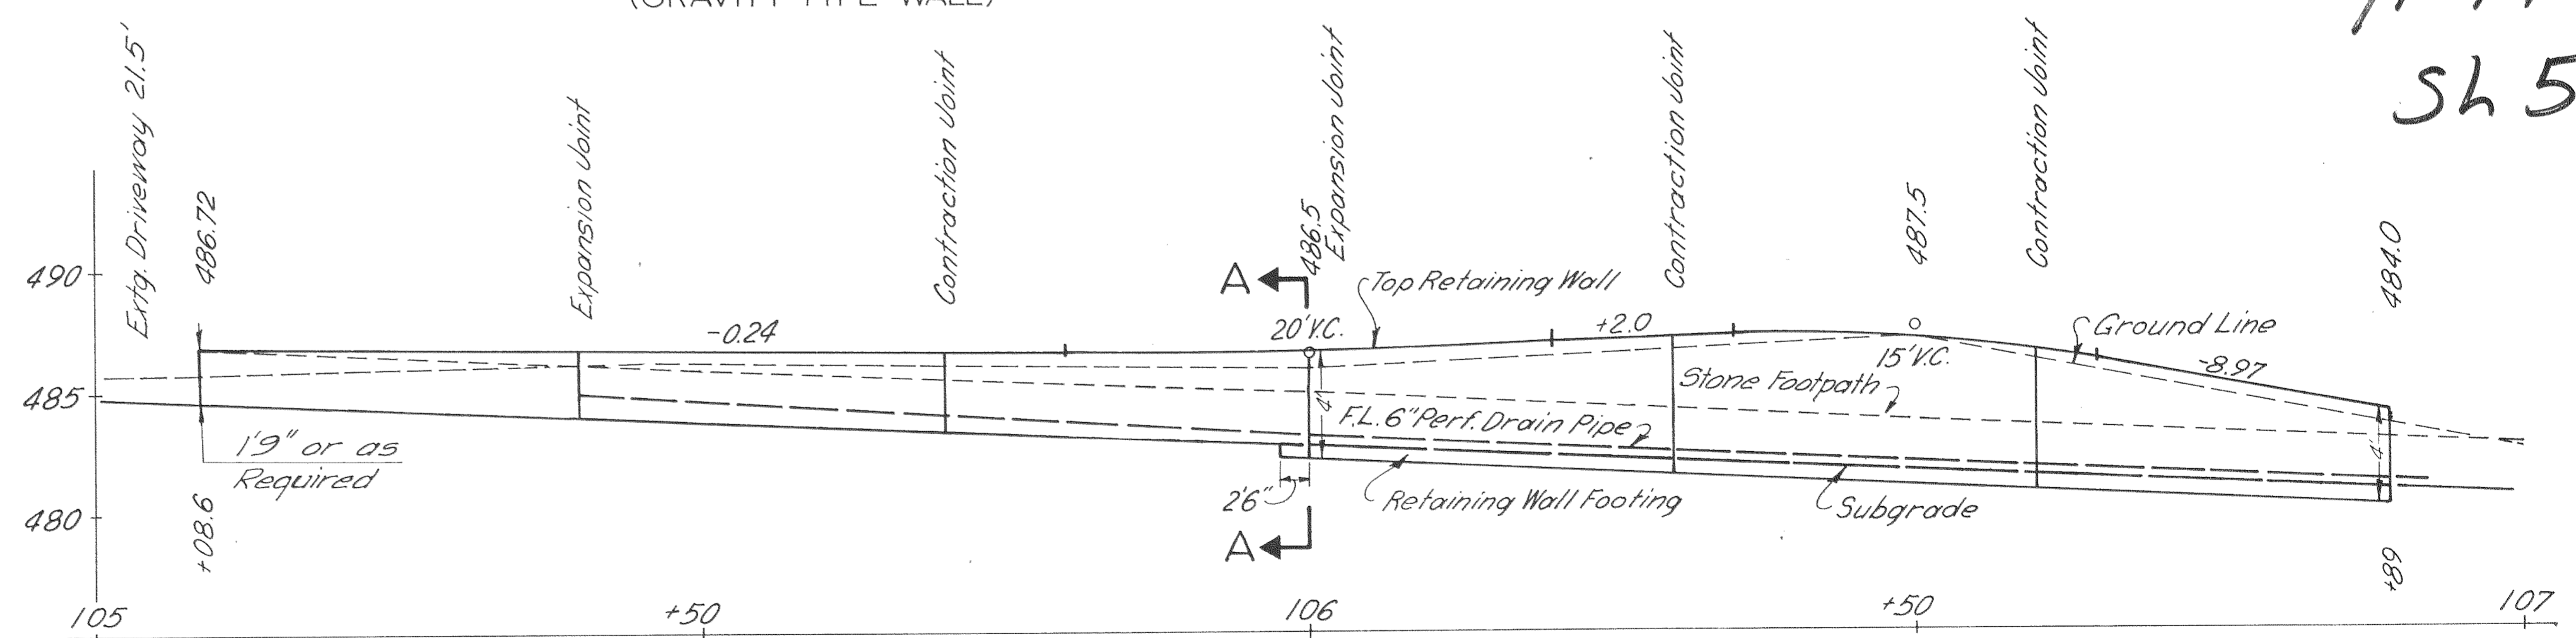 (GRAVITY TYPE WALL)
Sh 5
Extg. Driveway 21.5'
486.72
Expansion Joint
Contraction Joint
486.5
Expansion Joint
Contraction Joint
487.5
Contraction Joint
484.0
490
485
480
A
20' V.C.
Top Retaining Wall
-0.24
+2.0
15' V.C.
Ground Line
-8.97
Stone Footpath
4'
F.L. 6" Perf. Drain Pipe
4'
1'9" or as
Required
2'6"
Retaining Wall Footing
Subgrade
A
+08.6
+89
105
+50
106
+50
107